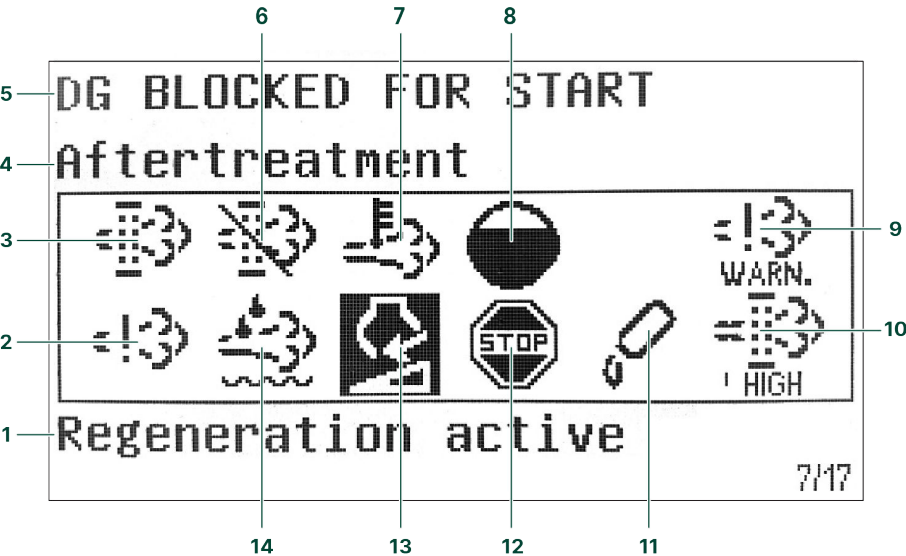 6 7 8
5 DG BLOCKED FOR START
4 Aftertreatment
3 9
WARN.
2 STOP 10
HIGH
1 Regeneration active
7/17
14 13 12 11